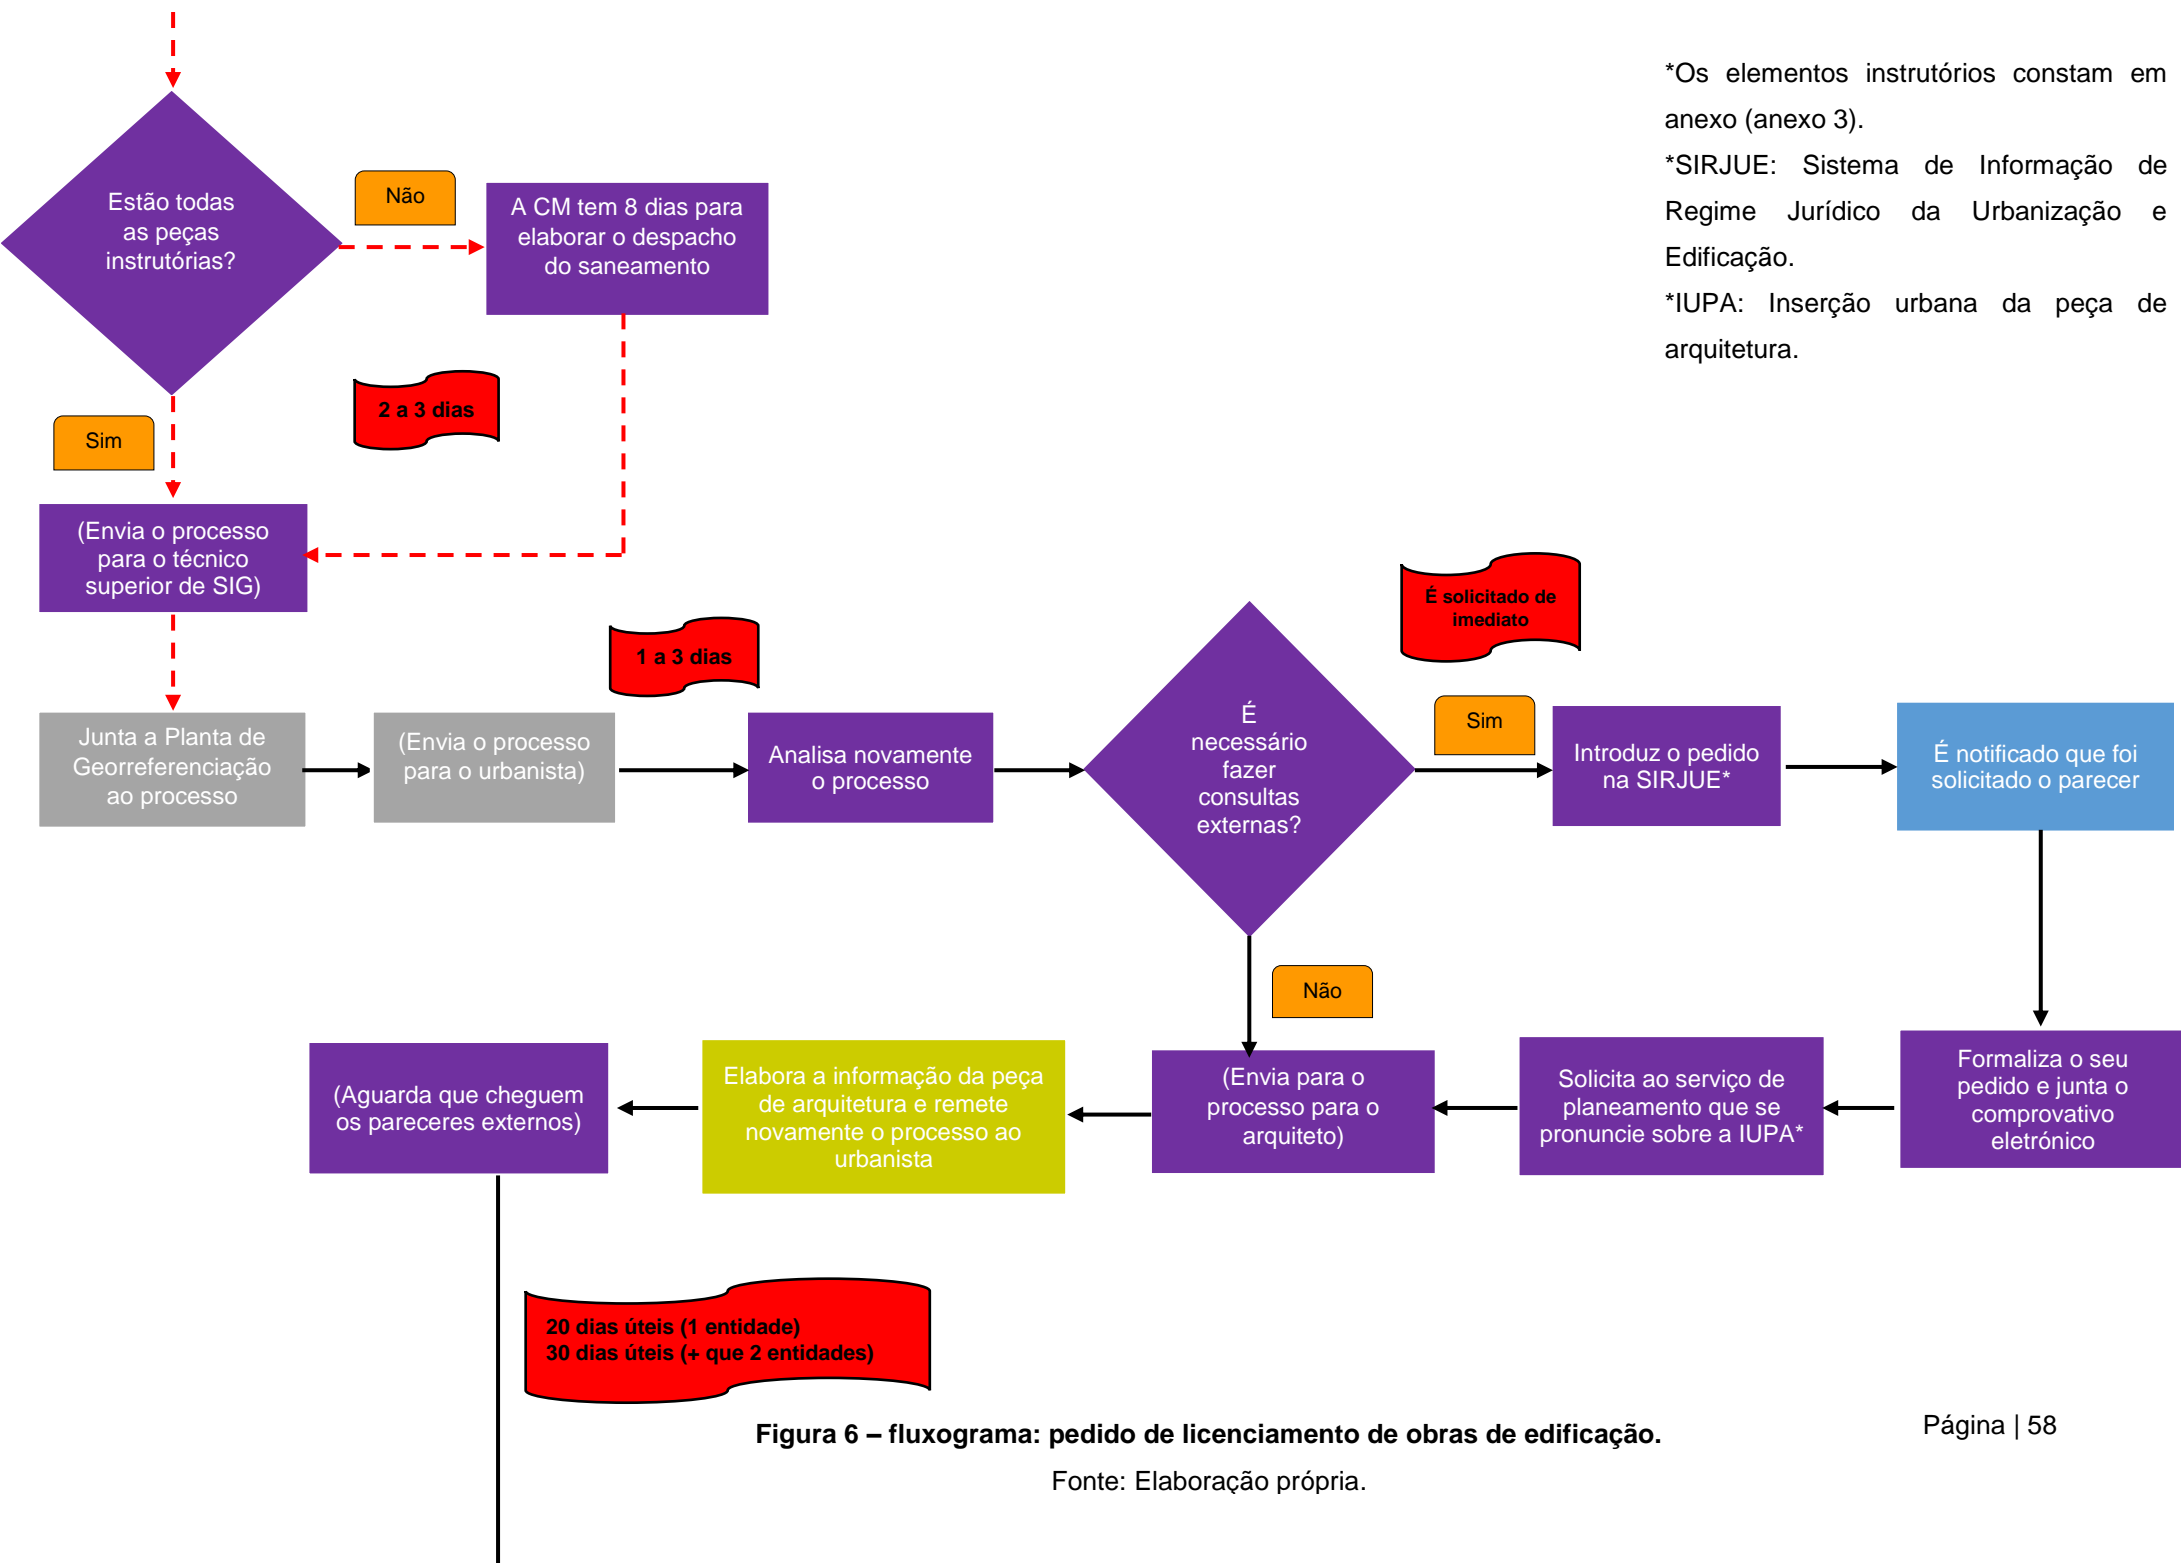 *Os elementos instrutórios constam em
anexo (anexo 3).
*SIRJUE: Sistema de Informação de
Regime Jurídico da Urbanização e
Edificação.
*IUPA: Inserção urbana da peça de
arquitetura.
Estão todas
as peças
instrutórias?
Não
A CM tem 8 dias para
elaborar o despacho
do saneamento
2 a 3 dias
Sim
(Envia o processo
para o técnico
superior de SIG)
1 a 3 dias
É solicitado de
imediato
Junta a Planta de
Georreferenciação
ao processo
(Envia o processo
para o urbanista)
Analisa novamente
o processo
É
necessário
fazer
consultas
externas?
Sim
Introduz o pedido
na SIRJUE*
É notificado que foi
solicitado o parecer
Não
(Aguarda que cheguem
os pareceres externos)
Elabora a informação da peça
de arquitetura e remete
novamente o processo ao
urbanista
(Envia para o
processo para o
arquiteto)
Solicita ao serviço de
planeamento que se
pronuncie sobre a IUPA*
Formaliza o seu
pedido e junta o
comprovativo
eletrónico
20 dias úteis (1 entidade)
30 dias úteis (+ que 2 entidades)
Figura 6 – fluxograma: pedido de licenciamento de obras de edificação.
Fonte: Elaboração própria.
Página | 58